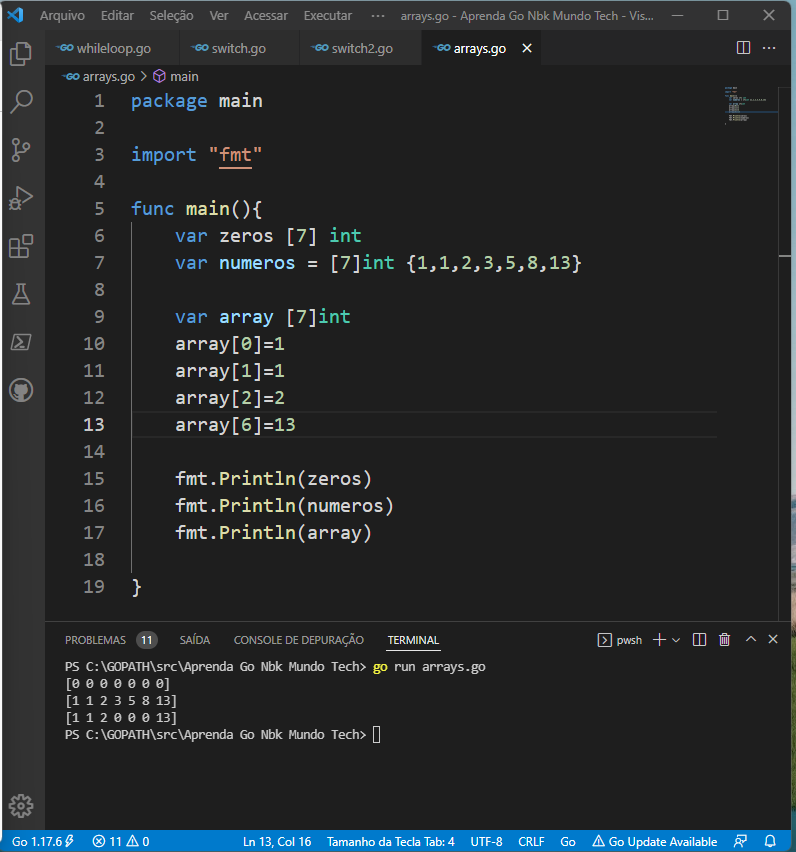 Arquivo Editar Seleção Ver Acessar Executar ··· arrays.go - Aprenda Go Nbk Mundo Tech - Vis...
GO whileloop.go GO switch.go GO switch2.go GO arrays.go
GO arrays.go > main
1 package main
2
3 import "fmt"
4
5 func main(){
6 var zeros [7] int
7 var numeros = [7]int {1,1,2,3,5,8,13}
8
9 var array [7]int
10 array[0]=1
11 array[1]=1
12 array[2]=2
13 array[6]=13
14
15 fmt.Println(zeros)
16 fmt.Println(numeros)
17 fmt.Println(array)
18
19 }
PROBLEMAS 11 SAÍDA CONSOLE DE DEPURAÇÃO TERMINAL pwsh
PS C:\GOPATH\src\Aprenda Go Nbk Mundo Tech> go run arrays.go
[0 0 0 0 0 0 0]
[1 1 2 3 5 8 13]
[1 1 2 0 0 0 13]
PS C:\GOPATH\src\Aprenda Go Nbk Mundo Tech>
Go 1.17.6 11 0 Ln 13, Col 16 Tamanho da Tecla Tab: 4 UTF-8 CRLF Go Go Update Available